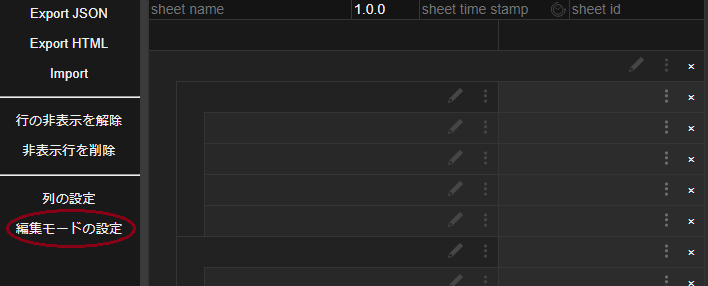 Export JSON
Export HTML
Import
行の非表示を解除
非表示行を削除
列の設定
編集モードの設定
sheet name 1.0.0 sheet time stamp sheet id